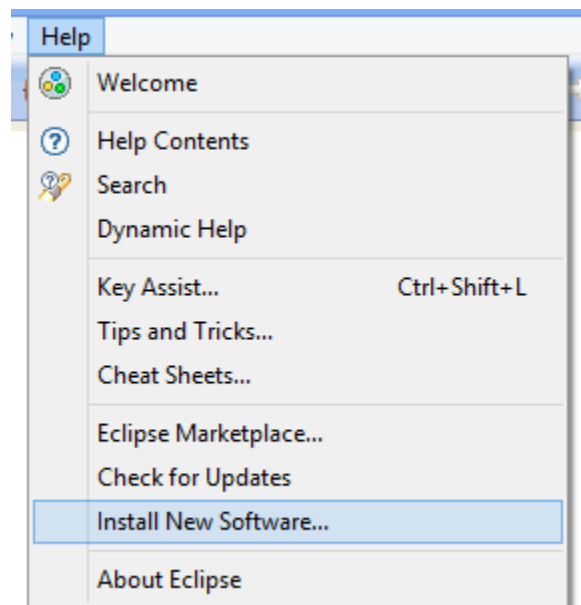 Help
Welcome
Help Contents
Search
Dynamic Help
Key Assist... Ctrl+Shift+L
Tips and Tricks...
Cheat Sheets...
Eclipse Marketplace...
Check for Updates
Install New Software...
About Eclipse